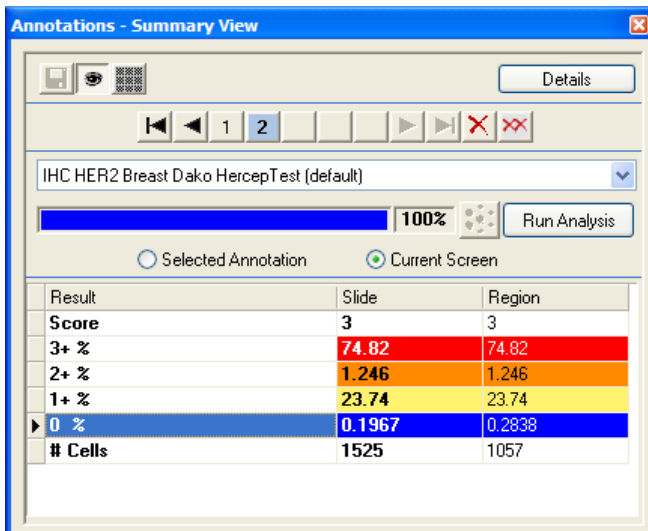 Annotations - Summary View
Details
1 2
IHC HER2 Breast Dako HercepTest (default)
100% Run Analysis
Selected Annotation Current Screen
Result Slide Region
Score 3 3
3+ % 74.82 74.82
2+ % 1.246 1.246
1+ % 23.74 23.74
0 % 0.1967 0.2838
# Cells 1525 1057